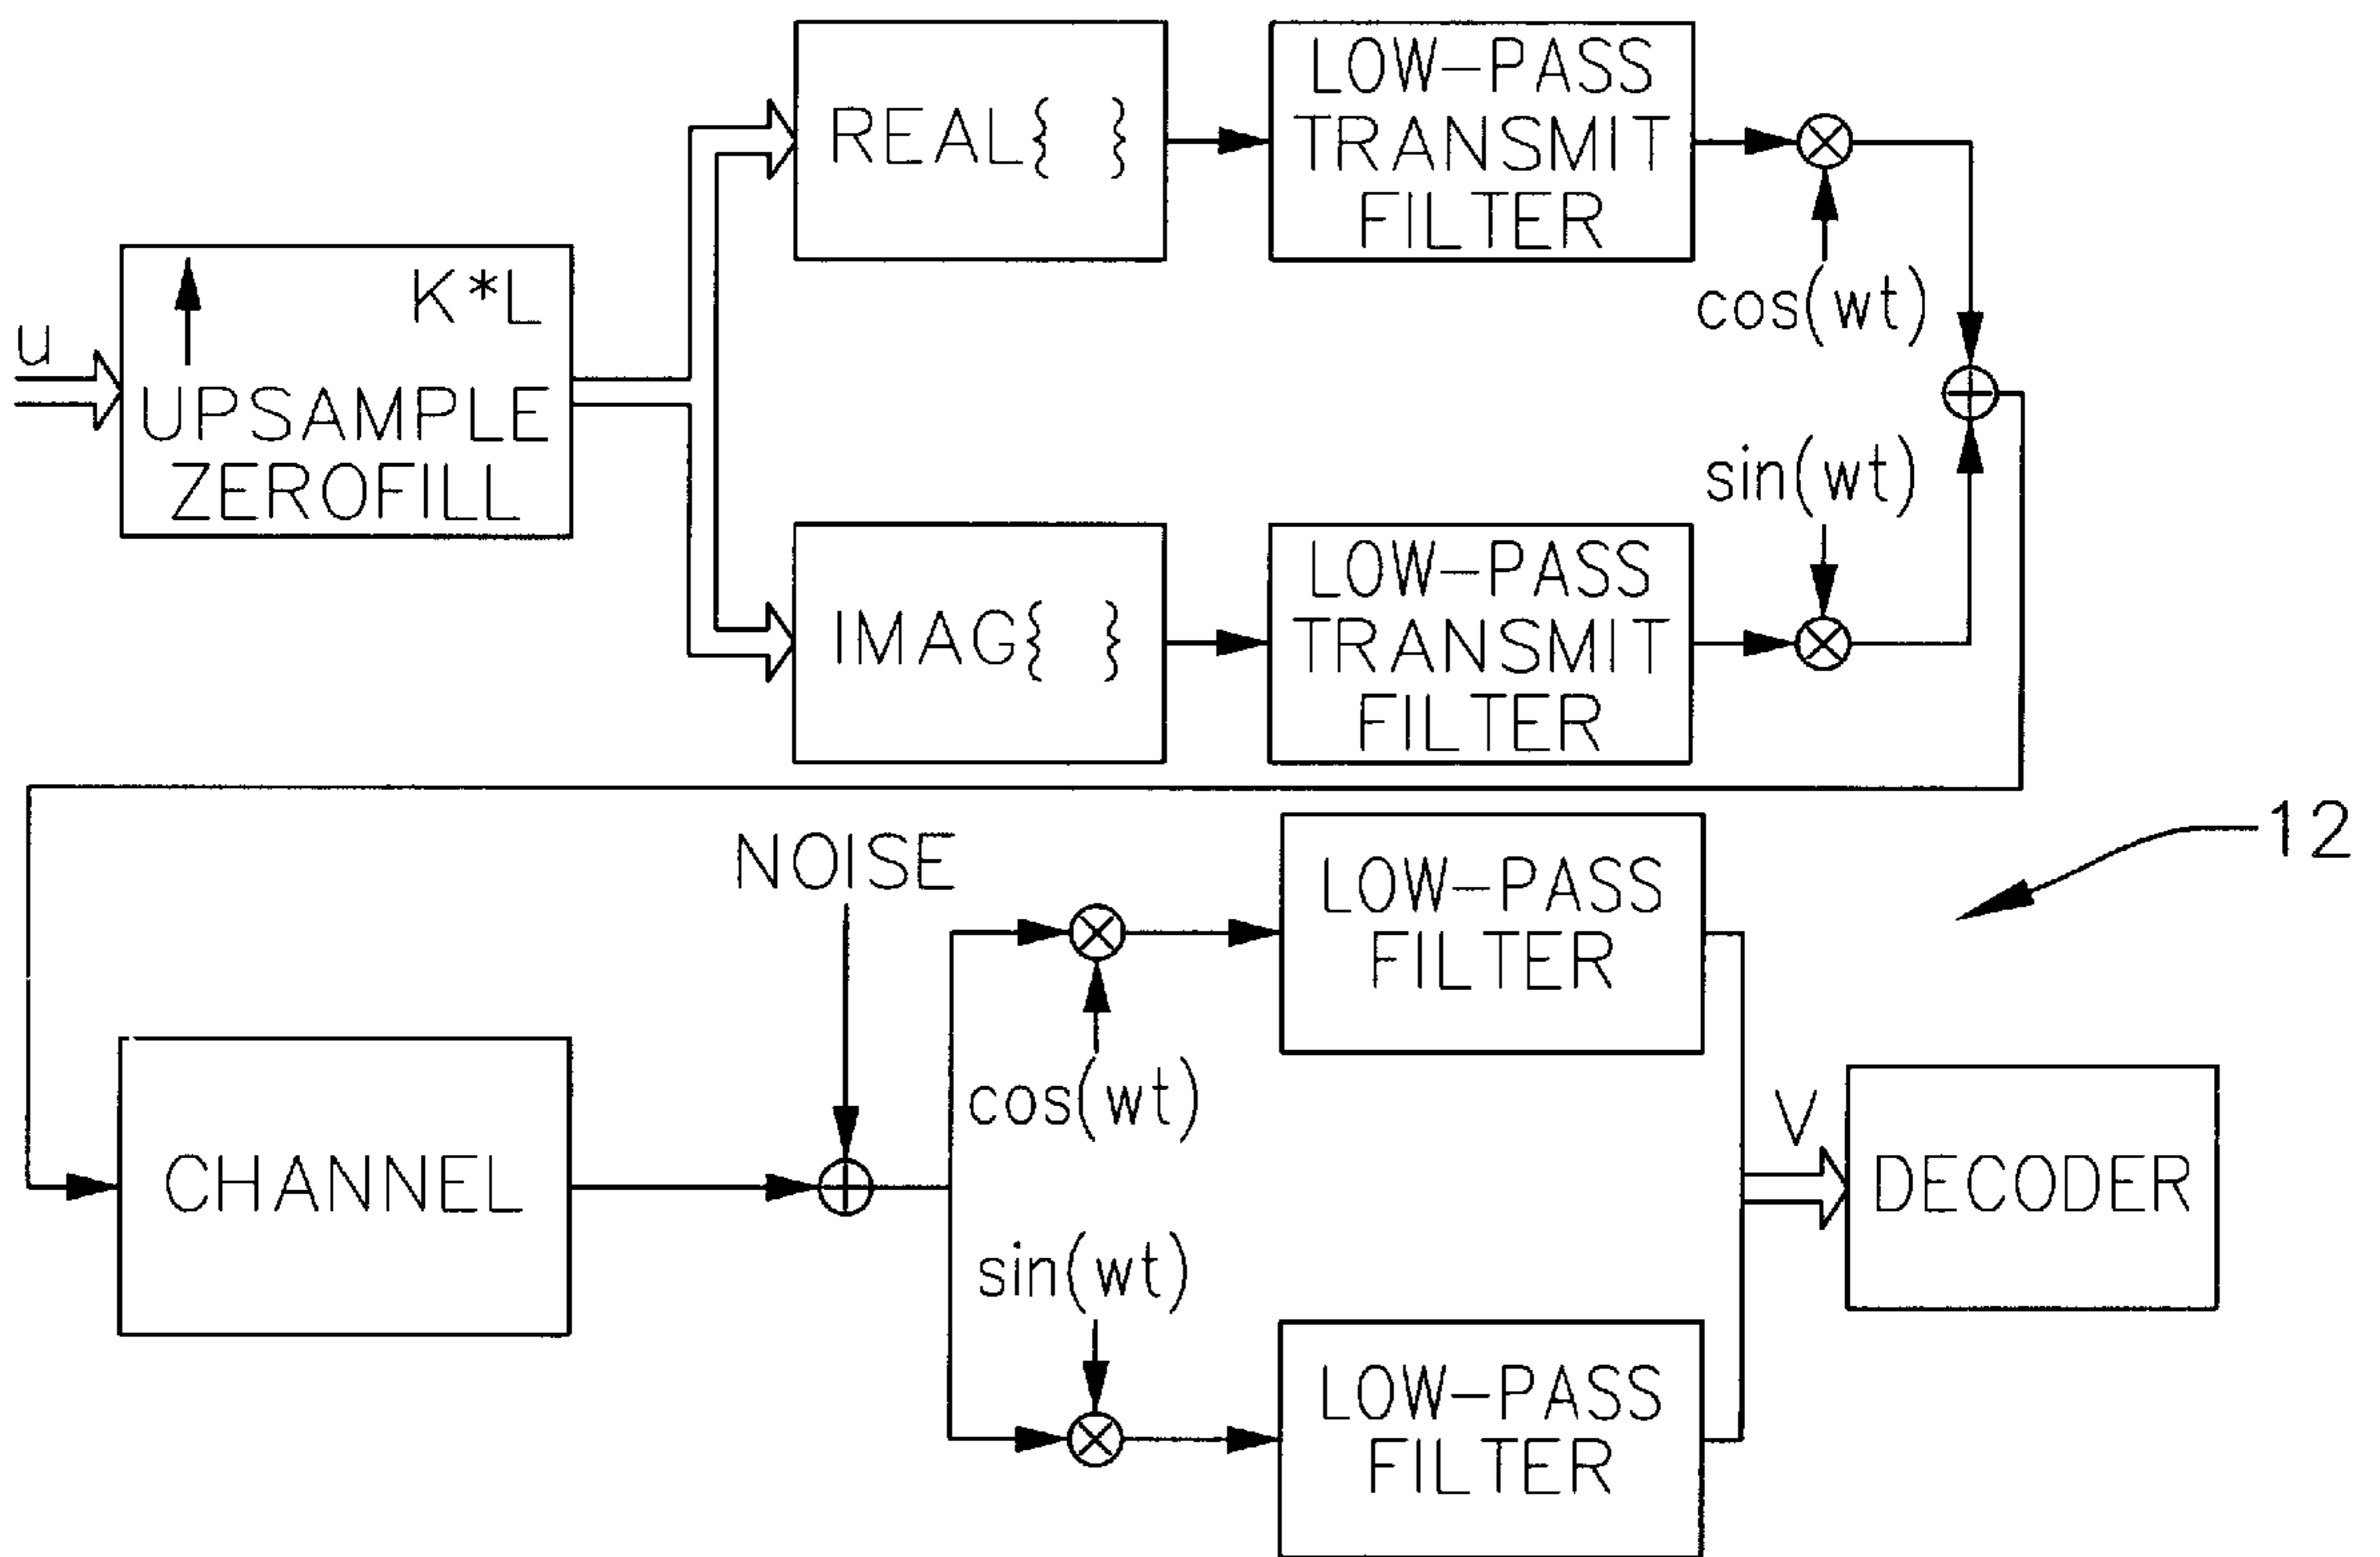 u
K*L
UPSAMPLE
ZEROFILL
REAL{ }
LOW-PASS
TRANSMIT
FILTER
cos(wt)
sin(wt)
IMAG{ }
LOW-PASS
TRANSMIT
FILTER
12
NOISE
CHANNEL
cos(wt)
sin(wt)
LOW-PASS
FILTER
LOW-PASS
FILTER
V
DECODER